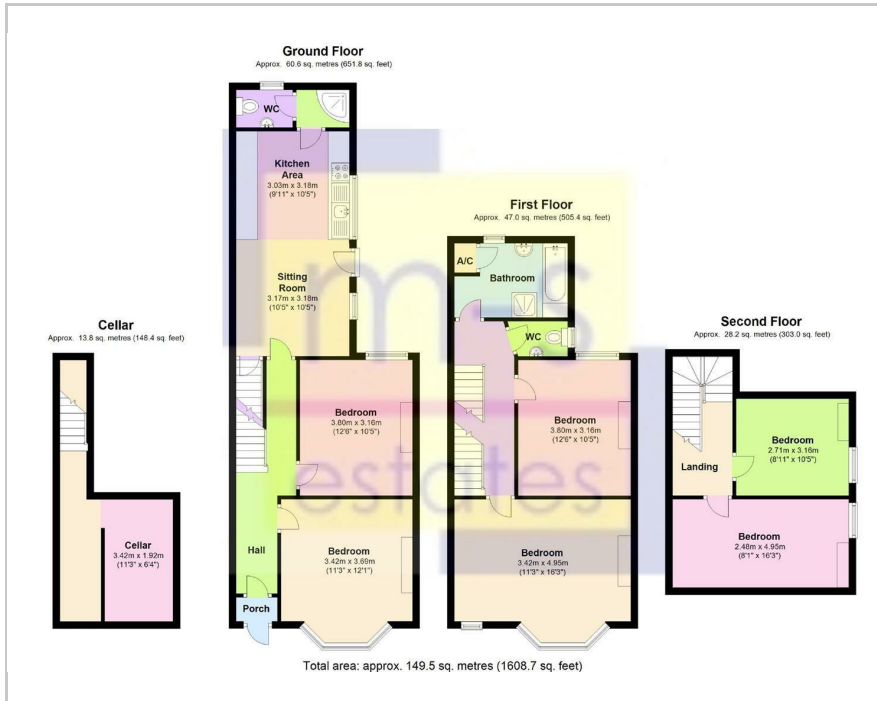 Ground Floor
Approx. 60.6 sq. metres (651.8 sq. feet)
WC
Kitchen
Area
3.03m x 3.18m
(9'11" x 10'5")
Sitting
Room
3.17m x 3.18m
(10'5" x 10'5")
Bedroom
3.80m x 3.16m
(12'6" x 10'5")
Hall
Bedroom
3.42m x 3.69m
(11'3" x 12'1")
Porch
First Floor
Approx. 47.0 sq. metres (505.4 sq. feet)
A/C
Bathroom
WC
Bedroom
3.80m x 3.16m
(12'6" x 10'5")
Bedroom
3.42m x 4.95m
(11'3" x 16'3")
Cellar
Approx. 13.8 sq. metres (148.4 sq. feet)
Cellar
3.42m x 1.92m
(11'3" x 6'4")
Second Floor
Approx. 28.2 sq. metres (303.0 sq. feet)
Bedroom
2.71m x 3.16m
(8'11" x 10'5")
Landing
Bedroom
2.48m x 4.95m
(8'1" x 16'3")
Total area: approx. 149.5 sq. metres (1608.7 sq. feet)
estates